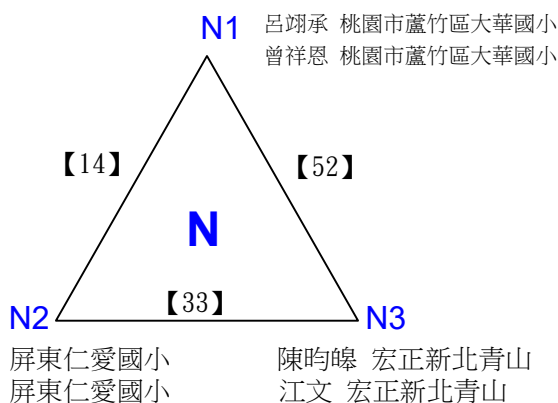 N1
呂翊承 桃園市蘆竹區大華國小
曾祥恩 桃園市蘆竹區大華國小
【14】
【52】
N
【33】
N2
N3
屏東仁愛國小 陳昀皞 宏正新北青山
屏東仁愛國小 江文 宏正新北青山